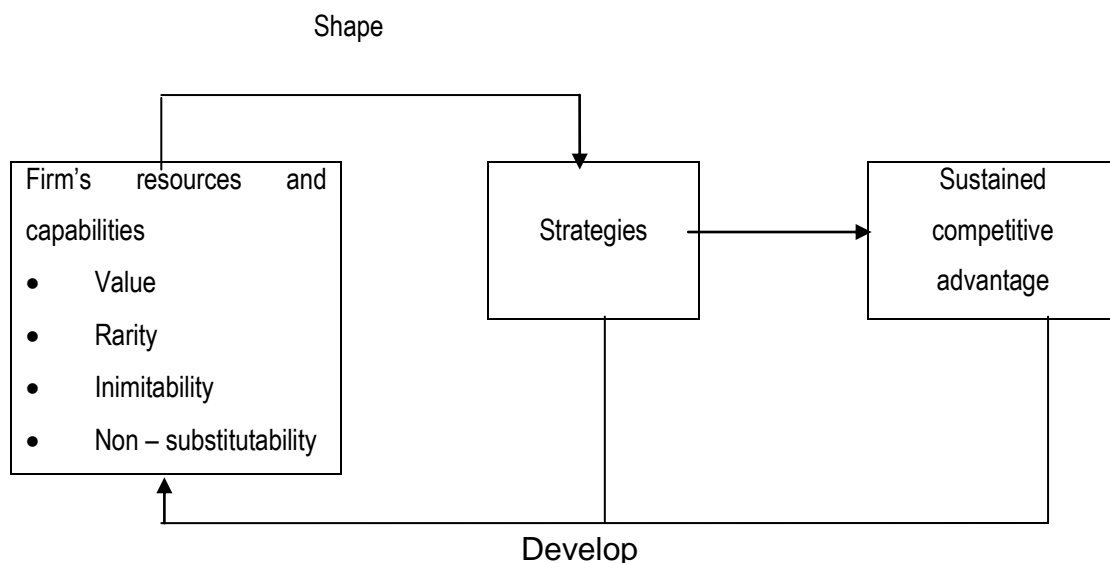 Shape
Firm’s resources and
capabilities
• Value
• Rarity
• Inimitability
• Non – substitutability
Strategies
Sustained
competitive
advantage
Develop